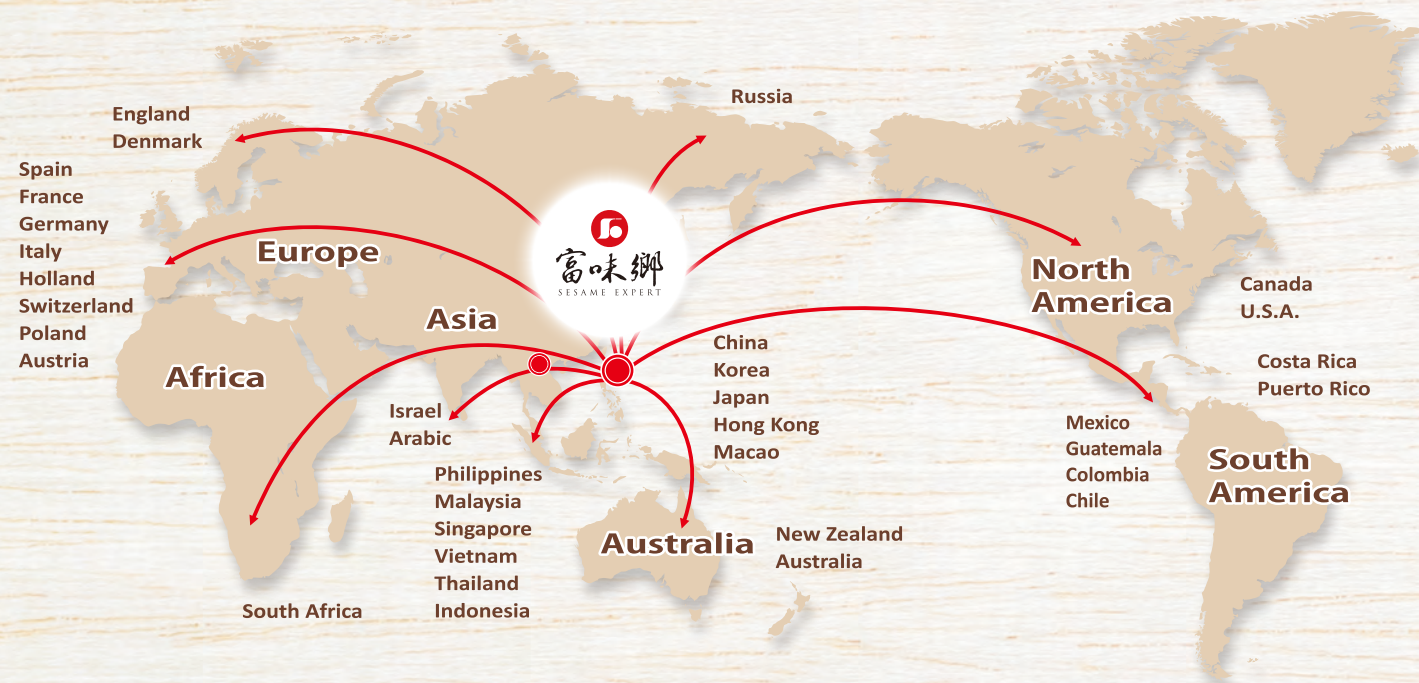 England
Denmark
Spain
France
Germany
Italy
Holland
Switzerland
Poland
Austria
Europe
Africa
Asia
Russia
富味鄉
SESAME EXPERT
Israel
Arabic
China
Korea
Japan
Hong Kong
Macao
Philippines
Malaysia
Singapore
Vietnam
Thailand
Indonesia
South Africa
Australia
New Zealand
Australia
North
America
Canada
U.S.A.
Costa Rica
Puerto Rico
Mexico
Guatemala
Colombia
Chile
South
America